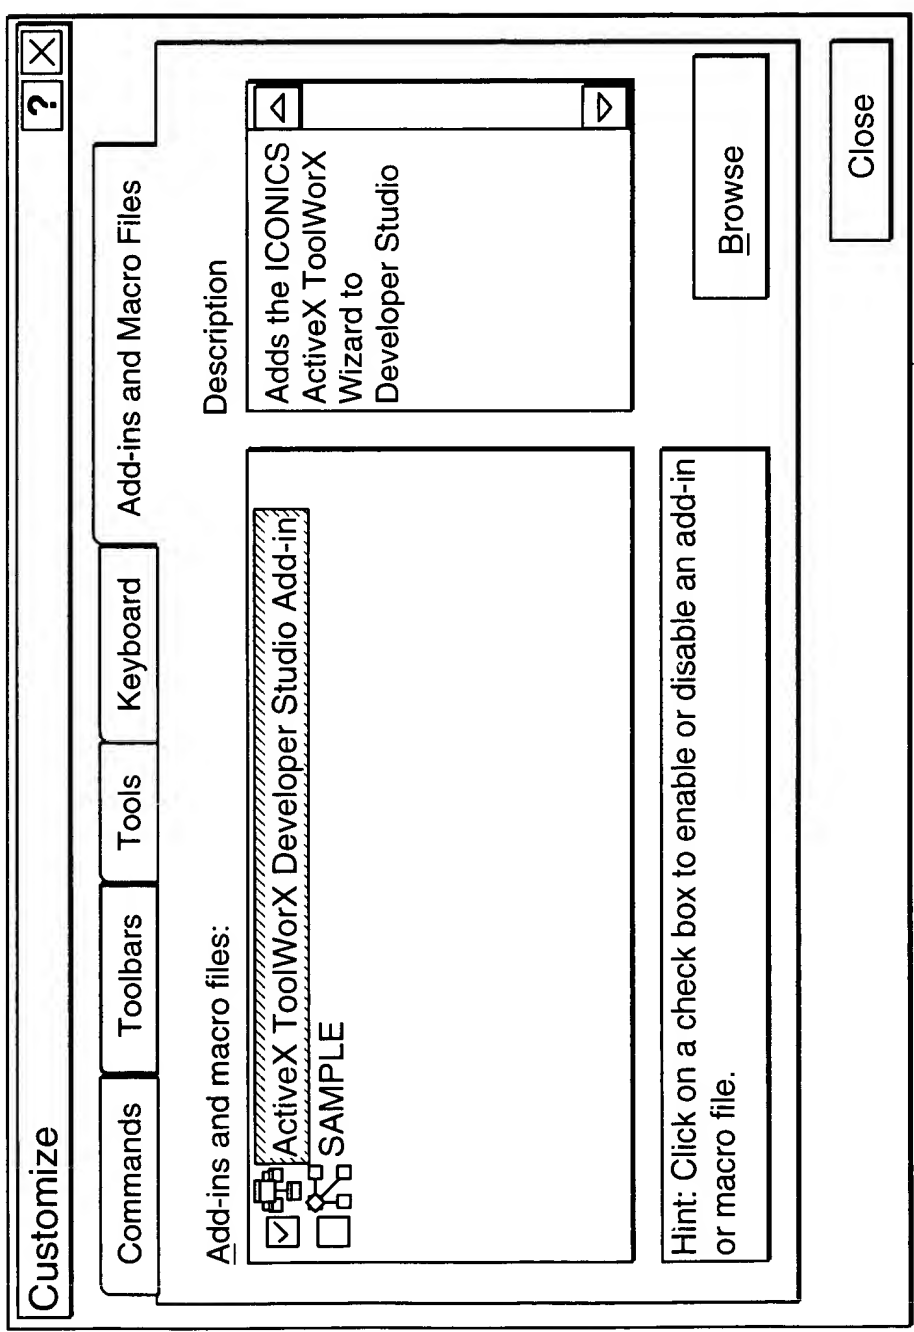 Customize
?
Commands
Toolbars
Tools
Keyboard
Add-ins and Macro Files
Add-ins and macro files:
ActiveX ToolWorX Developer Studio Add-in
SAMPLE
Description
Adds the ICONICS
ActiveX ToolWorX
Wizard to
Developer Studio
Hint: Click on a check box to enable or disable an add-in
or macro file.
Browse
Close